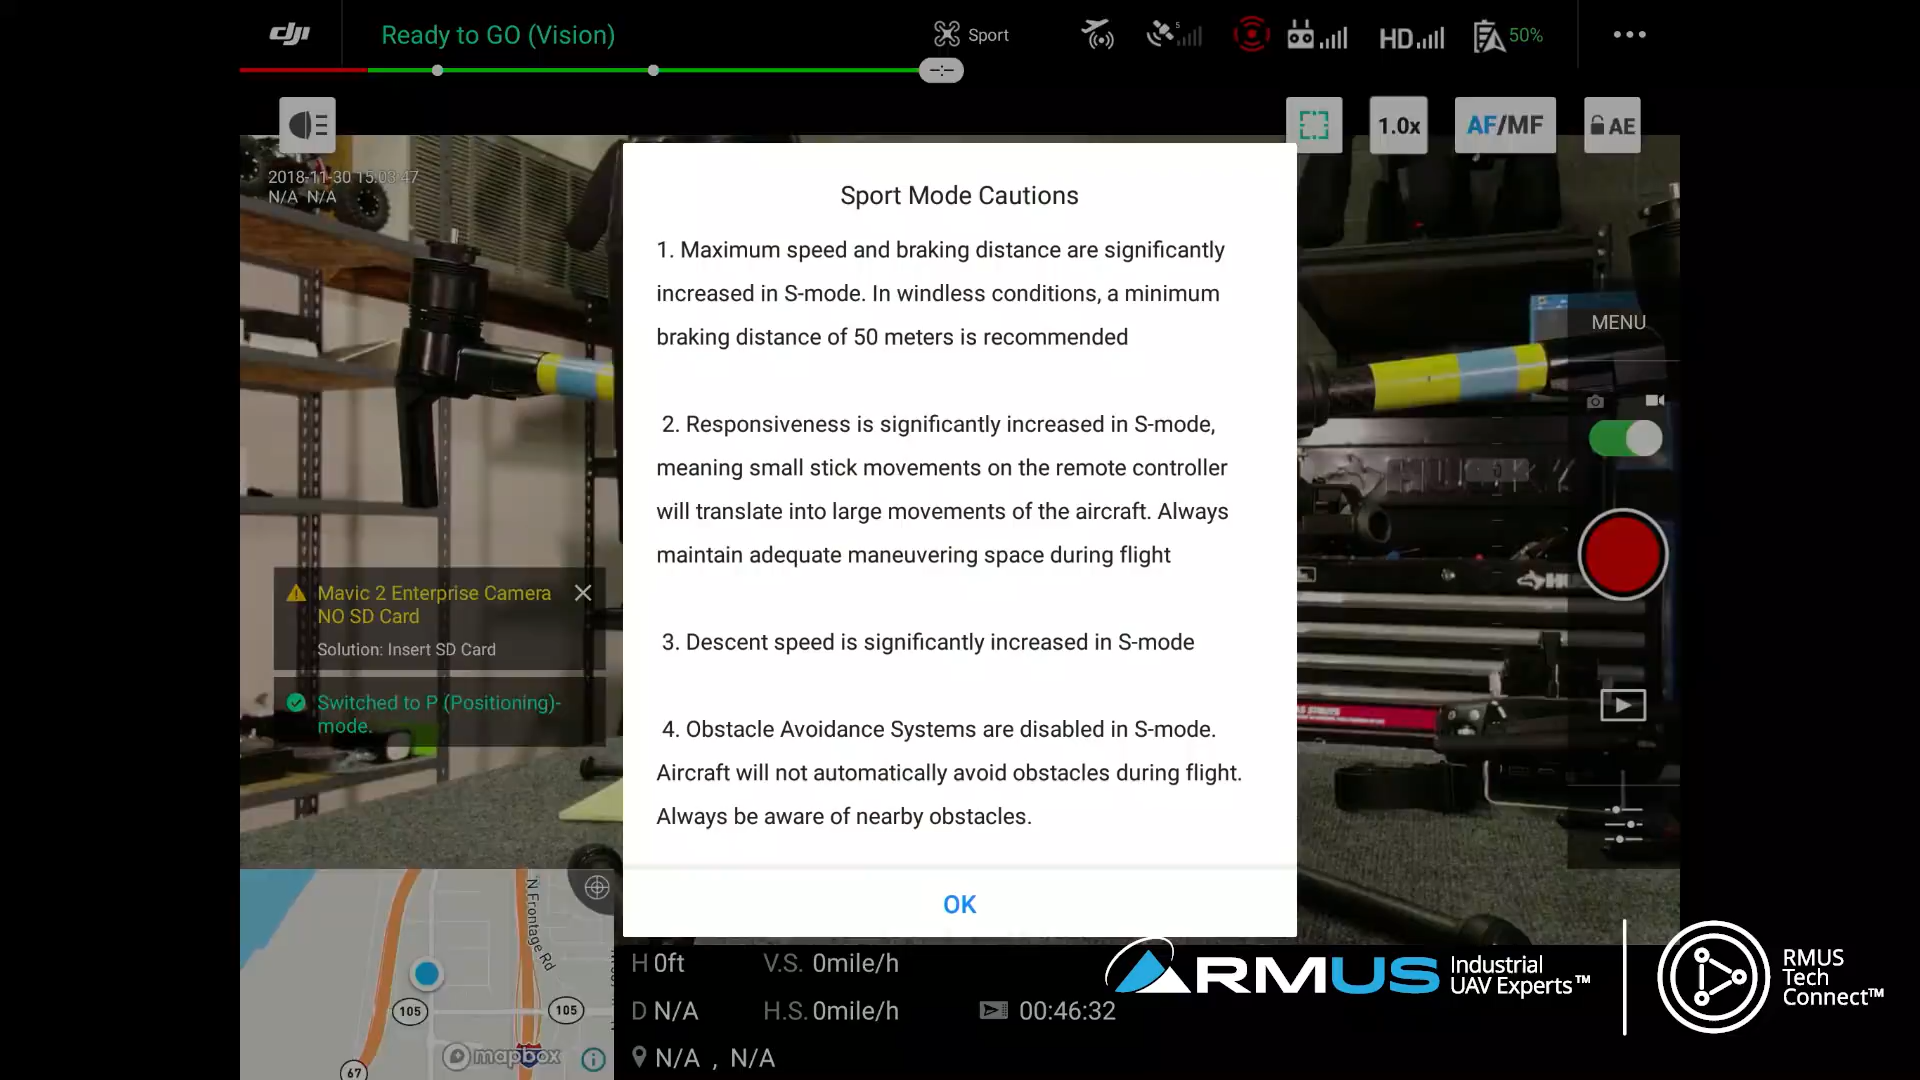 dji
Ready to GO (Vision)
Sport
5
HD
50%
1.0x
AF/MF
AE
2018-11-30 15:03:47
N/A N/A
Sport Mode Cautions
1. Maximum speed and braking distance are significantly
increased in S-mode. In windless conditions, a minimum
braking distance of 50 meters is recommended
2. Responsiveness is significantly increased in S-mode,
meaning small stick movements on the remote controller
will translate into large movements of the aircraft. Always
maintain adequate maneuvering space during flight
3. Descent speed is significantly increased in S-mode
4. Obstacle Avoidance Systems are disabled in S-mode.
Aircraft will not automatically avoid obstacles during flight.
Always be aware of nearby obstacles.
OK
MENU
HUSKY
Mavic 2 Enterprise Camera
NO SD Card
Solution: Insert SD Card
Switched to P (Positioning)-
mode.
N Frontage Rd
105
105
67
mapbox
H 0ft
V.S. 0mile/h
D N/A
H.S. 0mile/h
00:46:32
N/A , N/A
RMUS
Industrial
UAV Experts™
RMUS
Tech
Connect™